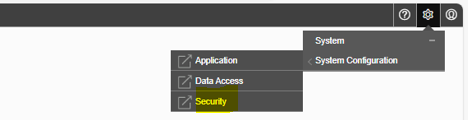 System
System Configuration
Application
Data Access
Security